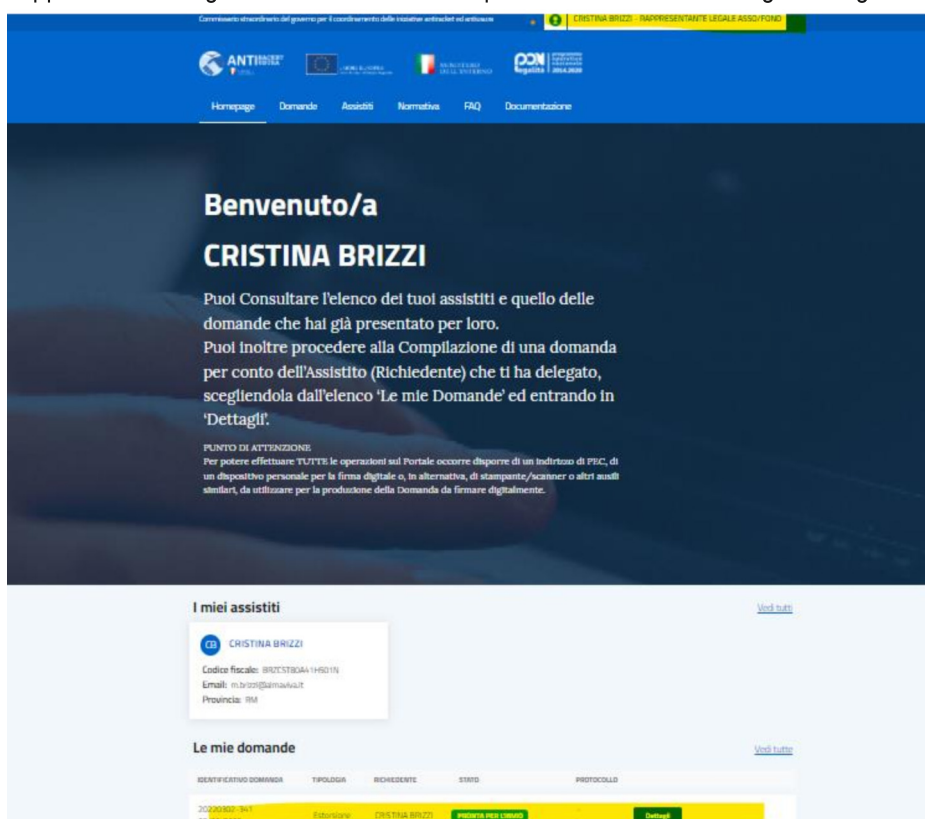 Commissario straordinario del governo per il coordinamento delle iniziative antiracket ed antiusura
CRISTINA BRIZZI - RAPPRESENTANTE LEGALE ASSO/FOND
ANTI
MINISTERO
DELL'INTERNO
PON
legalità 2014.2020
Homepage Domande Assistiti Normativa FAQ Documentazione
Benvenuto/a
CRISTINA BRIZZI
Puoi Consultare l'elenco dei tuoi assistiti e quello delle
domande che hai già presentato per loro.
Puoi inoltre procedere alla Compilazione di una domanda
per conto dell'Assistito (Richiedente) che ti ha delegato,
scegliendola dall'elenco 'Le mie Domande' ed entrando in
'Dettagli'.
PUNTO DI ATTENZIONE
Per potere effettuare TUTTE le operazioni sul Portale occorre disporre di un indirizzo di PEC, di
un dispositivo personale per la firma digitale o, in alternativa, di stampante/scanner o altri ausili
similari, da utilizzare per la produzione della Domanda da firmare digitalmente.
I miei assistiti Vedi tutti
CB CRISTINA BRIZZI
Codice fiscale: BRZCST80A41H501N
Email: m.brizzi@almaviva.it
Provincia: RM
Le mie domande Vedi tutte
IDENTIFICATIVO DOMANDA TIPOLOGIA RICHIEDENTE STATO PROTOCOLLO
20220302-341 Estorsione CRISTINA BRIZZI PRONTA PER L'INVIO - Dettagli